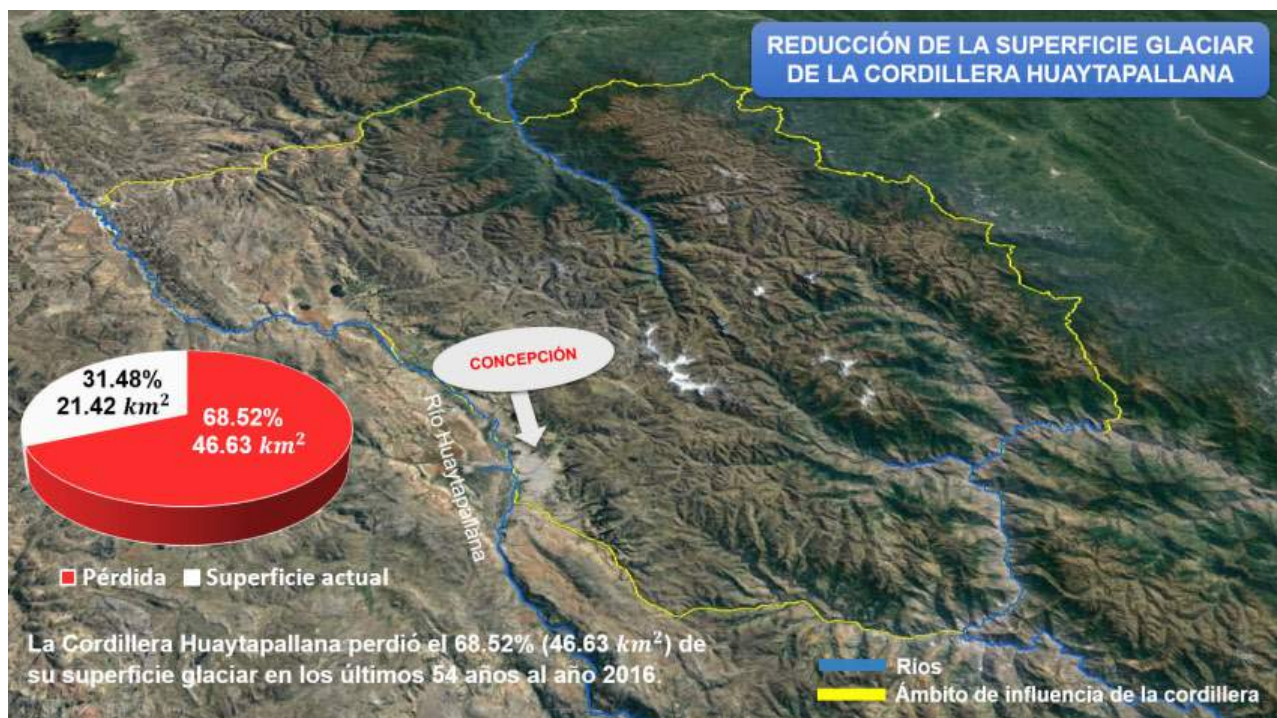 REDUCCIÓN DE LA SUPERFICIE GLACIAR
DE LA CORDILLERA HUAYTAPALLANA
CONCEPCIÓN
Río Huaytapallana
31.48%
21.42 km²
68.52%
46.63 km²
Pérdida Superficie actual
La Cordillera Huaytapallana perdió el 68.52% (46.63 km²) de
su superficie glaciar en los últimos 54 años al año 2016.
Ríos
Ámbito de influencia de la cordillera